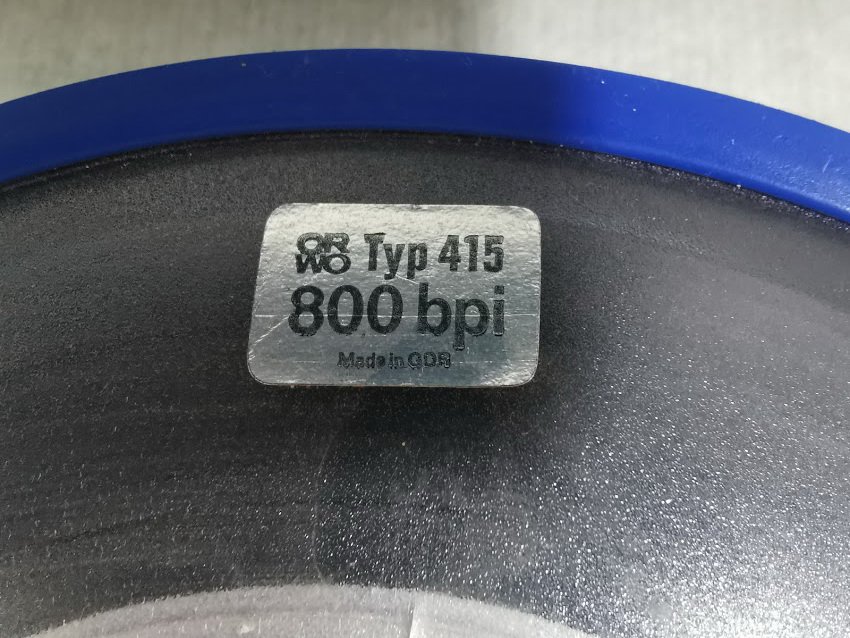 ORWO Typ 415
800 bpi
Made in GDR